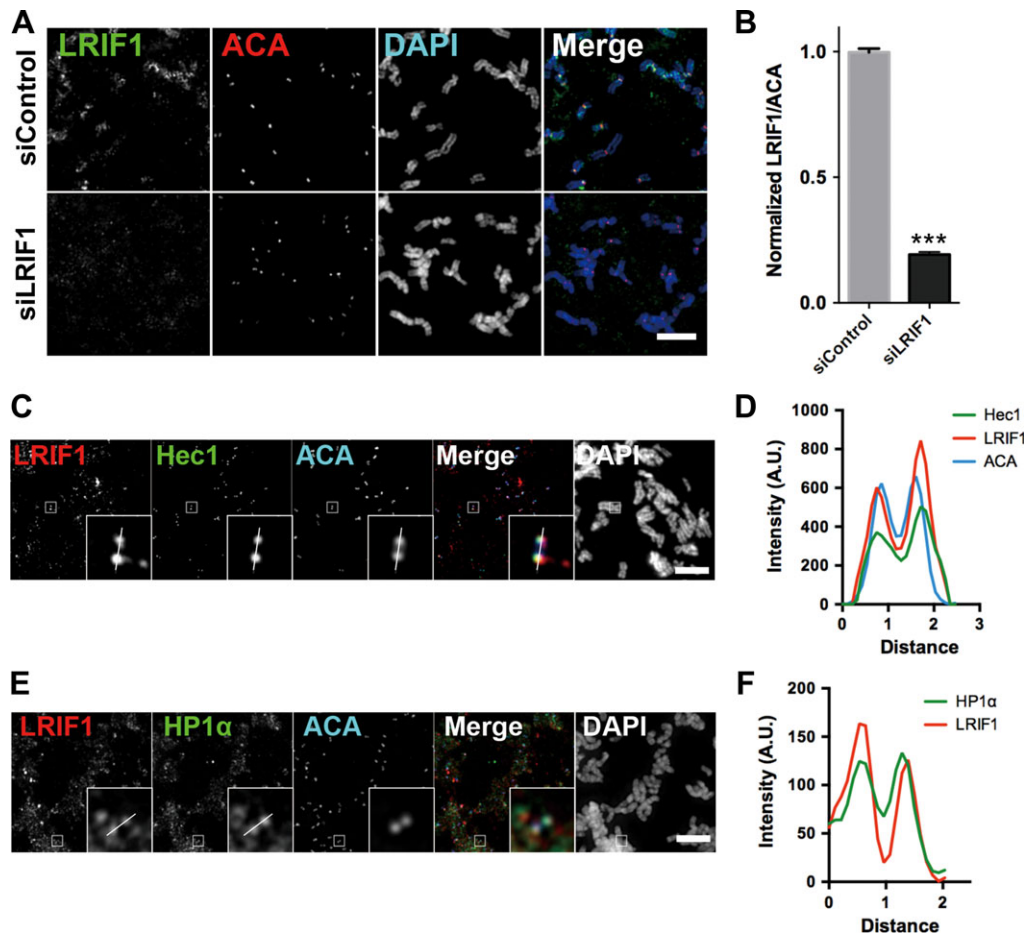 A
LRIF1 ACA DAPI Merge
siControl
siLRIF1
B
Normalized LRIF1/ACA
1.0
0.5
0.0
***
siControl
siLRIF1
C
LRIF1 Hec1 ACA Merge DAPI
D
Intensity (A.U.)
1000
800
600
400
200
0
0 1 2 3
Distance
Hec1
LRIF1
ACA
E
LRIF1 HP1α ACA Merge DAPI
F
Intensity (A.U.)
200
150
100
50
0
0 1 2
Distance
HP1α
LRIF1